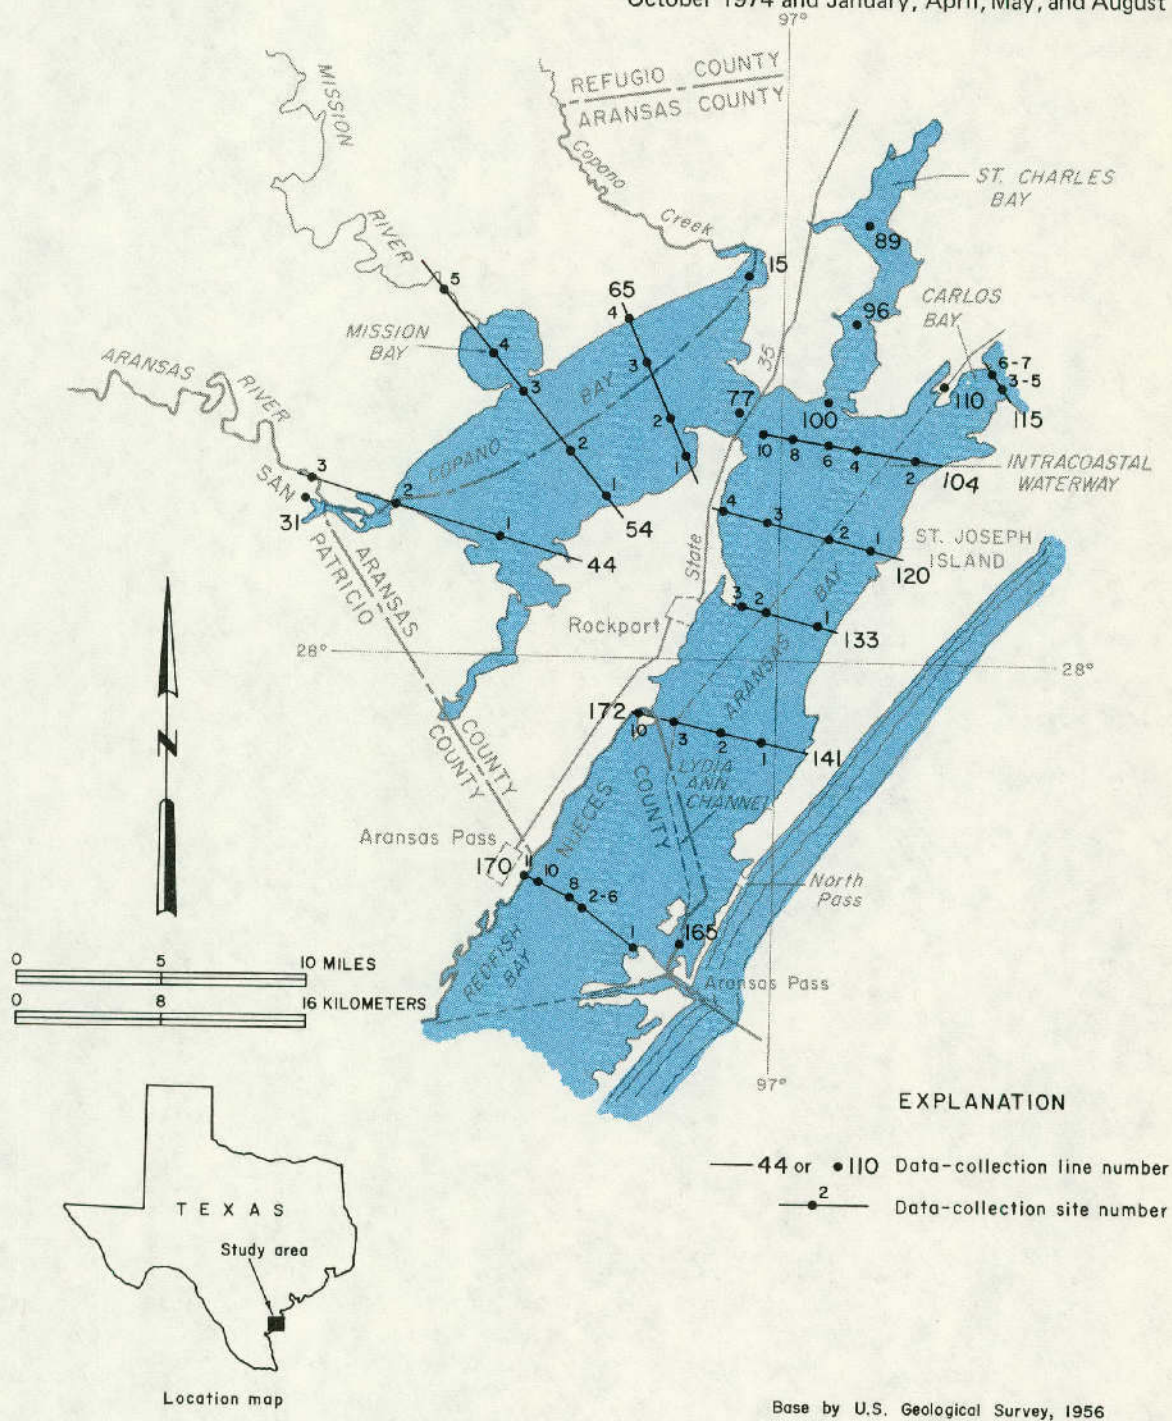 October 1974 and January, April, May, and August
97°
MISSION
RIVER
REFUGIO COUNTY
ARANSAS COUNTY
Copano
Creek
ST. CHARLES
BAY
89
15
5
65
4
96
CARLOS
BAY
MISSION
BAY
4
3
35
6-7
3-5
ARANSAS
RIVER
3
BAY
77
100
110
115
2
2
10
8
6
4
2
COPANO
1
INTRACOASTAL
WATERWAY
104
3
SAN
2
1
31
54
4
3
2
1
ST. JOSEPH
ISLAND
PATRICIO
ARANSAS
1
44
State
120
BAY
3
2
1
Rockport
133
28°
28°
ARANSAS
172
10
3
2
1
141
COUNTY
COUNTY
LYDIA
ANN
CHANNEL
N
NUECES
COUNTY
Aransas Pass
170
11
10
8
2-6
North
Pass
1
165
REDFISH
BAY
Aransas Pass
0 5 10 MILES
0 8 16 KILOMETERS
97°
EXPLANATION
44 or 110 Data-collection line number
2
Data-collection site number
TEXAS
Study area
Location map
Base by U.S. Geological Survey, 1956